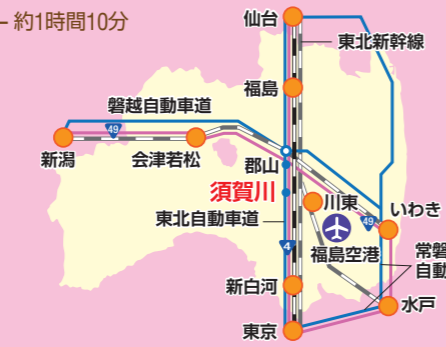 – 約1時間10分
仙台
東北新幹線
福島
磐越自動車道
49
新潟
会津若松
郡山
須賀川
川東
いわき
東北自動車道
49
4
福島空港
常磐
自動
新白河
水戸
東京